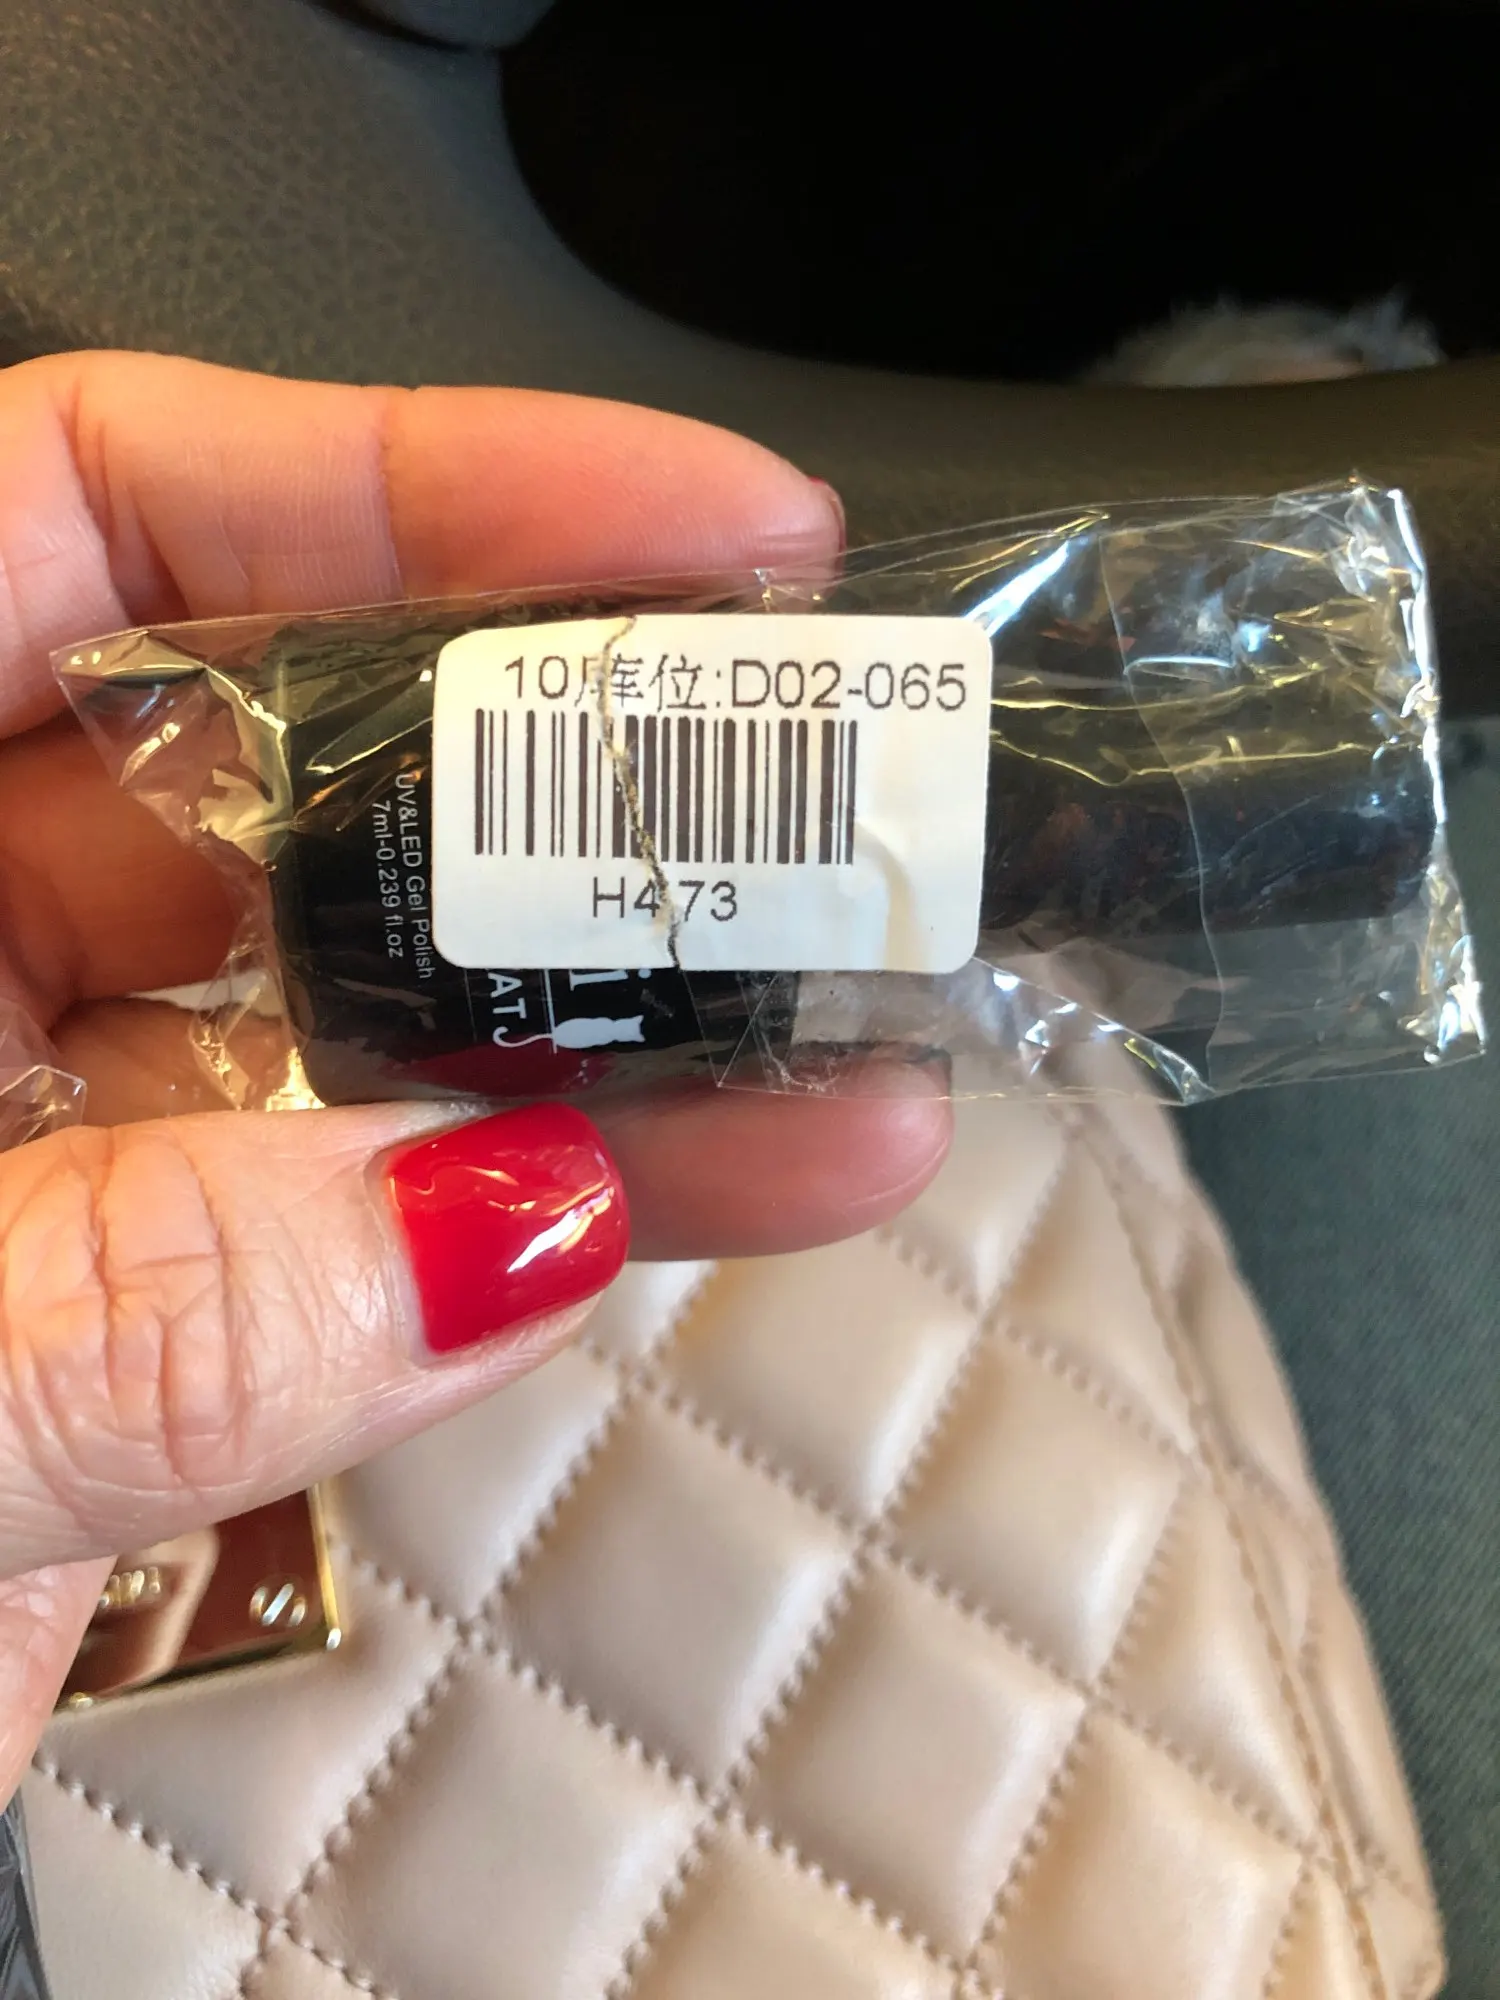 10库位:D02-065
H473
UV&LED Gel Polish
7ml-0.239 fl.oz